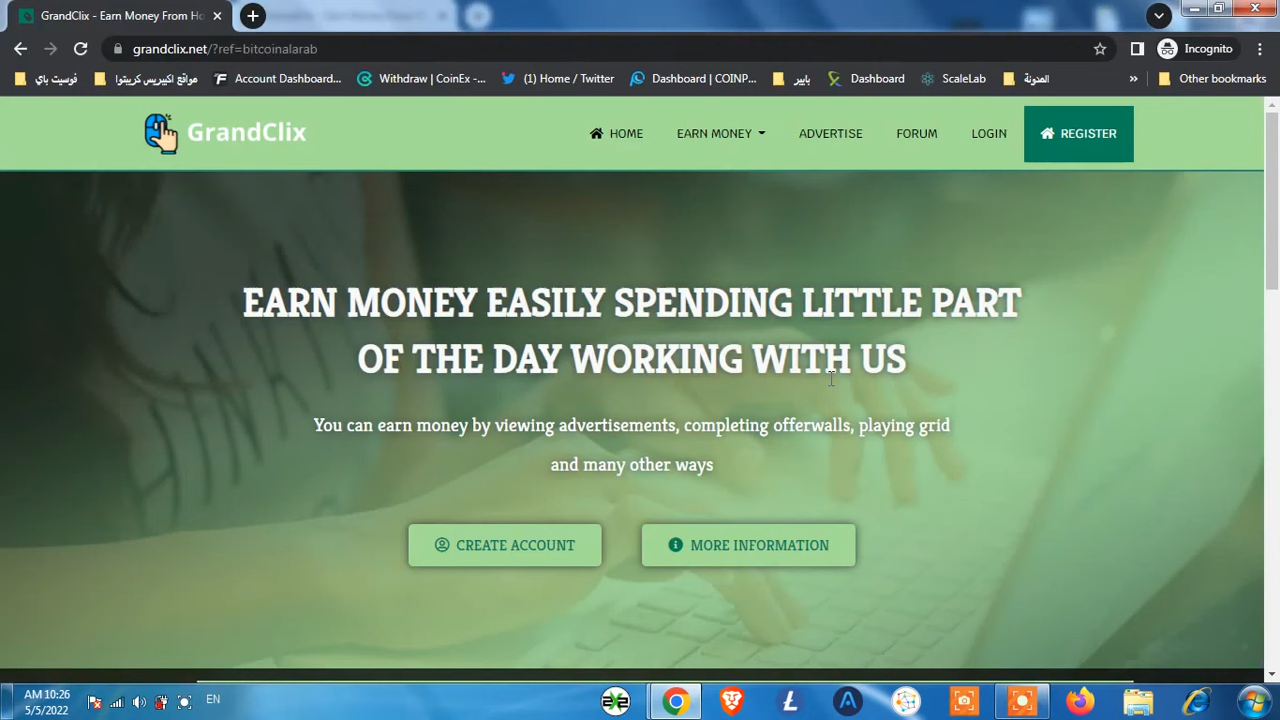 GrandClix - Earn Money From Ho
grandclix.net/?ref=bitcoinalarab
Incognito
فوسيت باي
مواقع اكبيريس كريبتوا
Account Dashboard...
Withdraw | CoinEx -...
(1) Home / Twitter
Dashboard | COINP...
بايير
Dashboard
ScaleLab
المدونة
»
Other bookmarks
GrandClix
HOME
EARN MONEY
ADVERTISE
FORUM
LOGIN
REGISTER
EARN MONEY EASILY SPENDING LITTLE PART
OF THE DAY WORKING WITH US
You can earn money by viewing advertisements, completing offerwalls, playing grid
and many other ways
CREATE ACCOUNT
MORE INFORMATION
AM 10:26
5/5/2022
EN